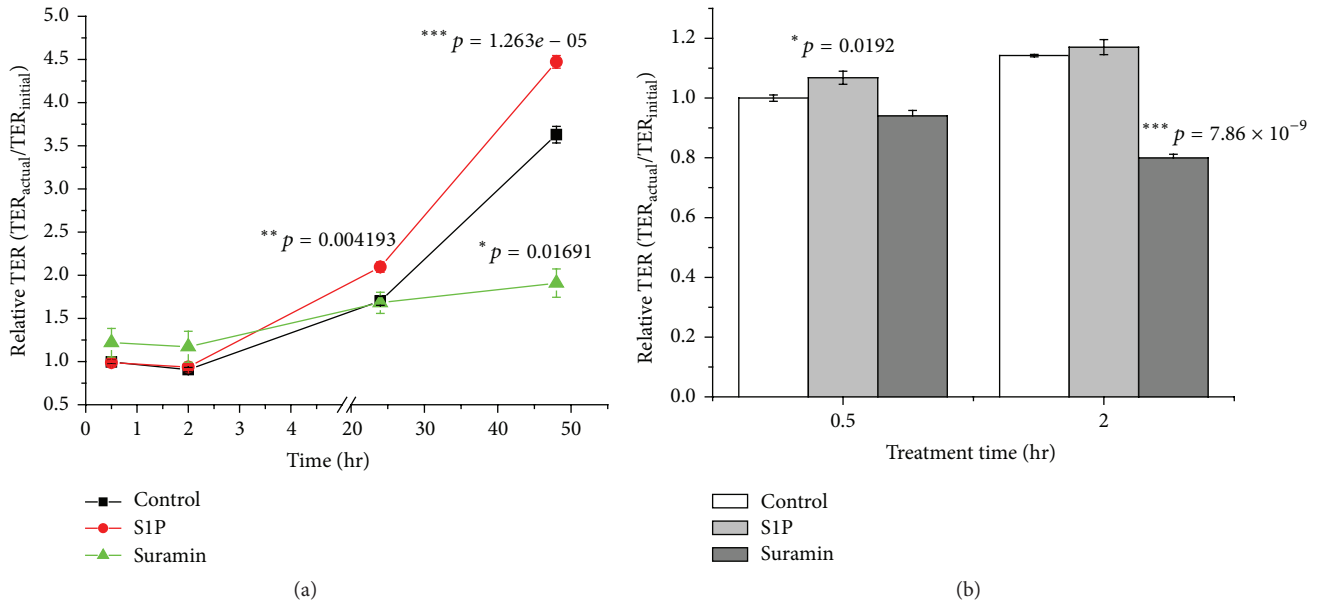 5.0
4.5
4.0
3.5
3.0
2.5
2.0
1.5
1.0
0.5
Relative TER (TERactual/TERinitial)
*** p = 1.263e − 05
** p = 0.004193
* p = 0.01691
0 1 2 3 4 20 30 40 50
Time (hr)
Control
S1P
Suramin
(a)
1.2
1.0
0.8
0.6
0.4
0.2
0.0
Relative TER (TERactual/TERinitial)
* p = 0.0192
*** p = 7.86 × 10−9
0.5 2
Treatment time (hr)
Control
S1P
Suramin
(b)